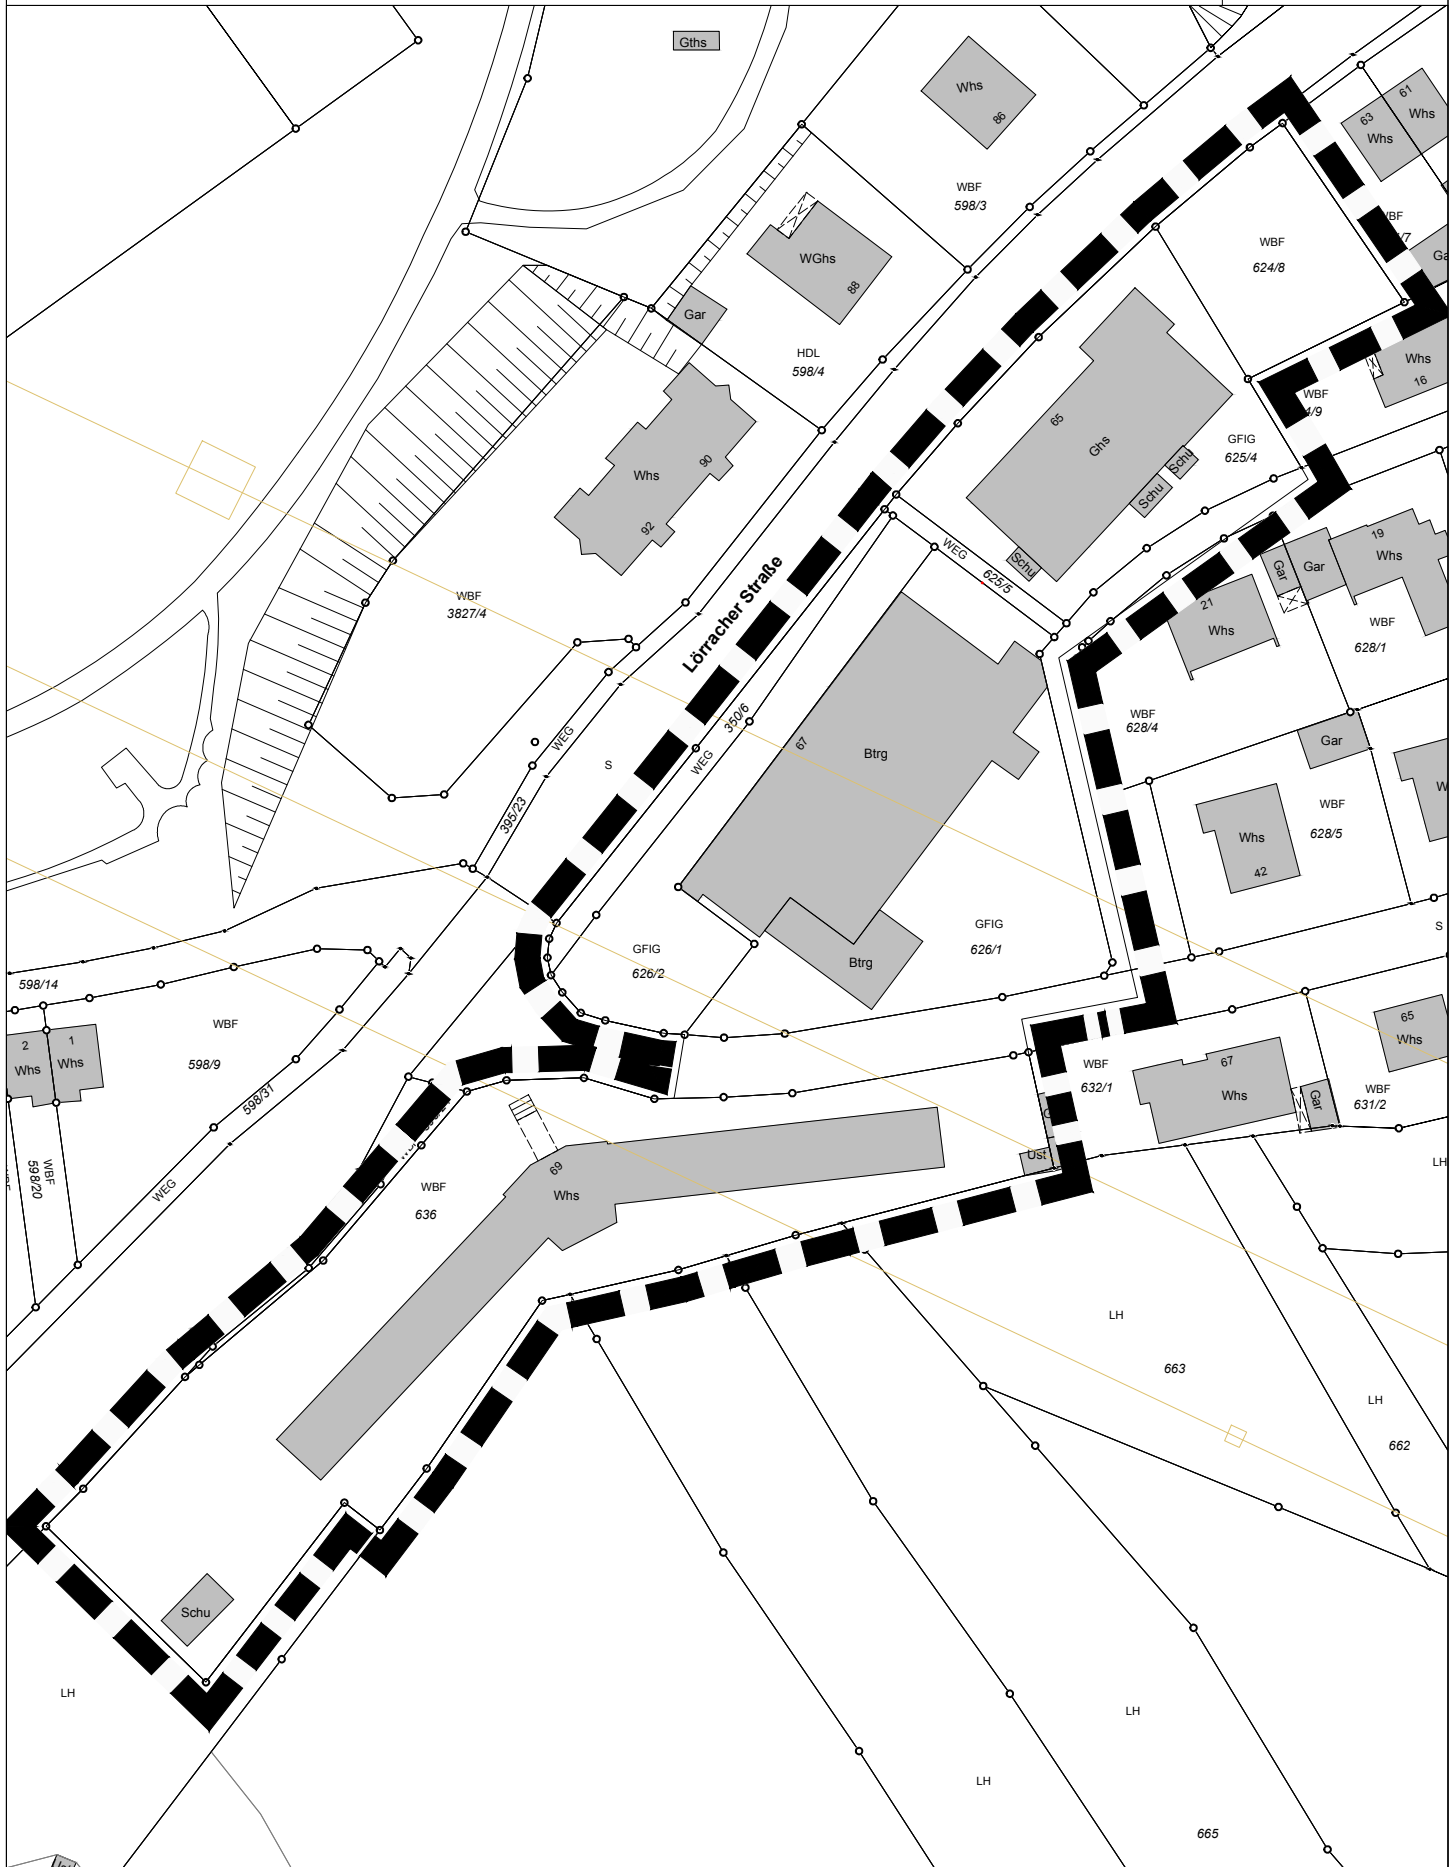 Gths
Whs
86
61
Whs
63
Whs
WBF
598/3
WGhs
88
WBF
624/8
Gar
HDL
598/4
Whs
16
WBF
65
Ghs
GFIG
625/4
Schu
Schu
Whs
90
92
WEG
625/5
Schu
19
Whs
Gar
Gar
Lörracher Straße
WBF
3827/4
21
Whs
WBF
628/1
WBF
628/4
350/6
WEG
67
Btrg
Gar
WEG
S
395/23
WBF
628/5
Whs
42
GFIG
626/1
GFIG
626/2
Btrg
S
598/14
WBF
598/9
2
Whs
1
Whs
65
Whs
WBF
632/1
67
Whs
Gar
WBF
631/2
598/31
Ust
WBF
598/20
WEG
WBF
636
69
Whs
LH
LH
663
LH
662
Schu
LH
LH
LH
665